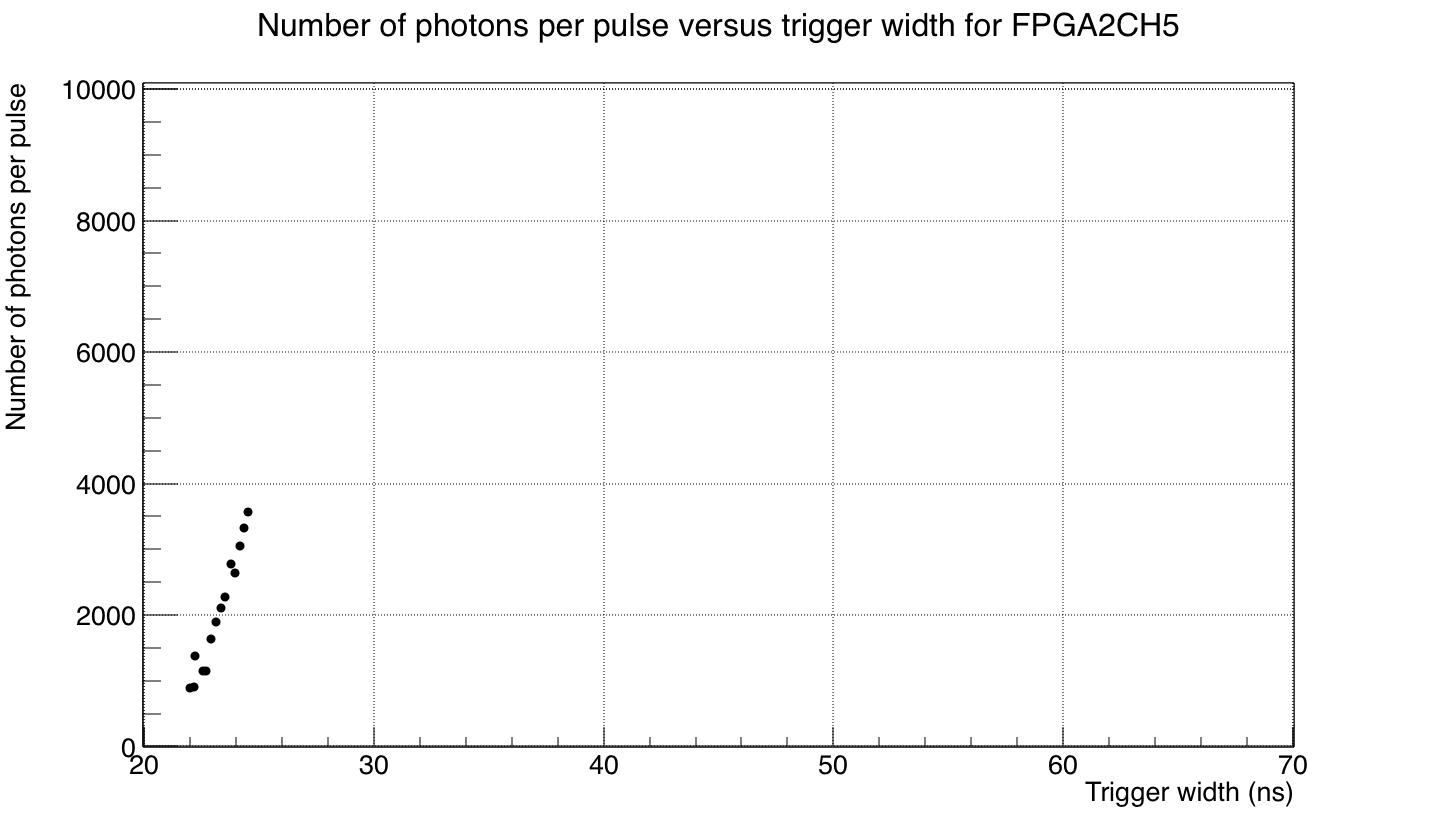 Number of photons per pulse versus trigger width for FPGA2CH5
Number of photons per pulse
10000
8000
6000
4000
2000
0
20 30 40 50 60 70
Trigger width (ns)